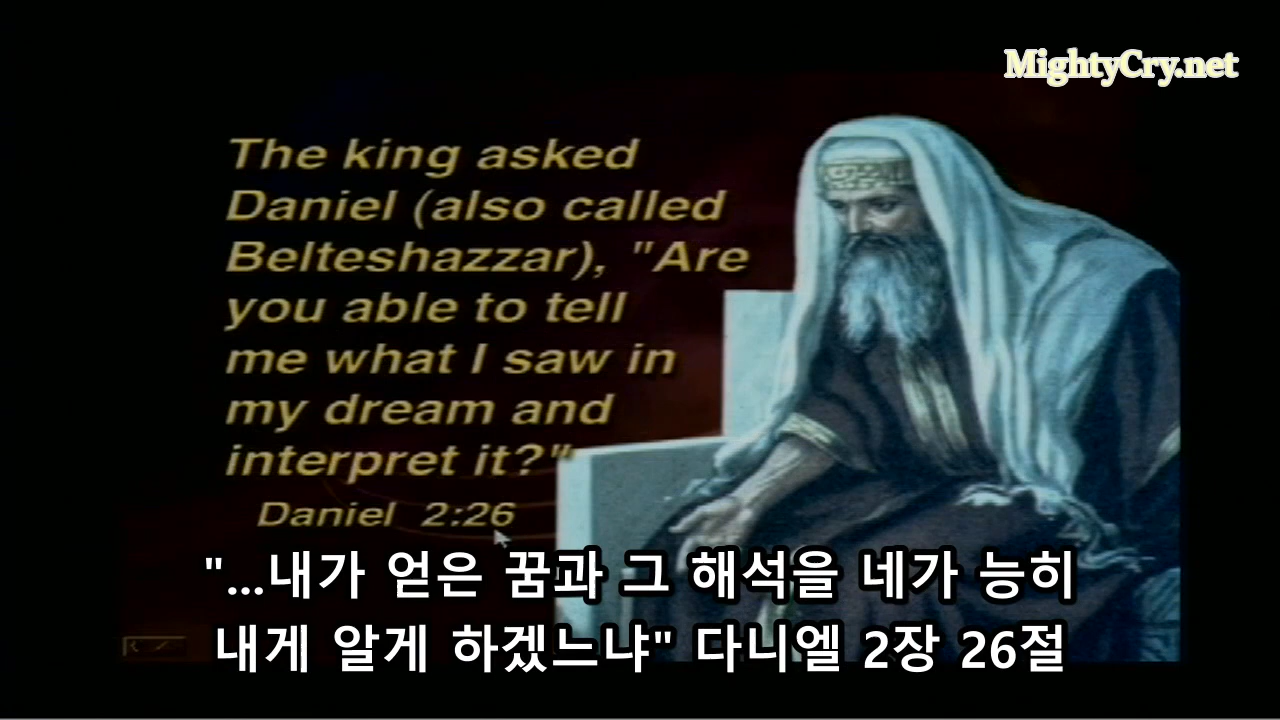 MightyCry.net
The king asked
Daniel (also called
Belteshazzar), "Are
you able to tell
me what I saw in
my dream and
interpret it?"
Daniel 2:26
"...내가 얻은 꿈과 그 해석을 네가 능히
내게 알게 하겠느냐" 다니엘 2장 26절